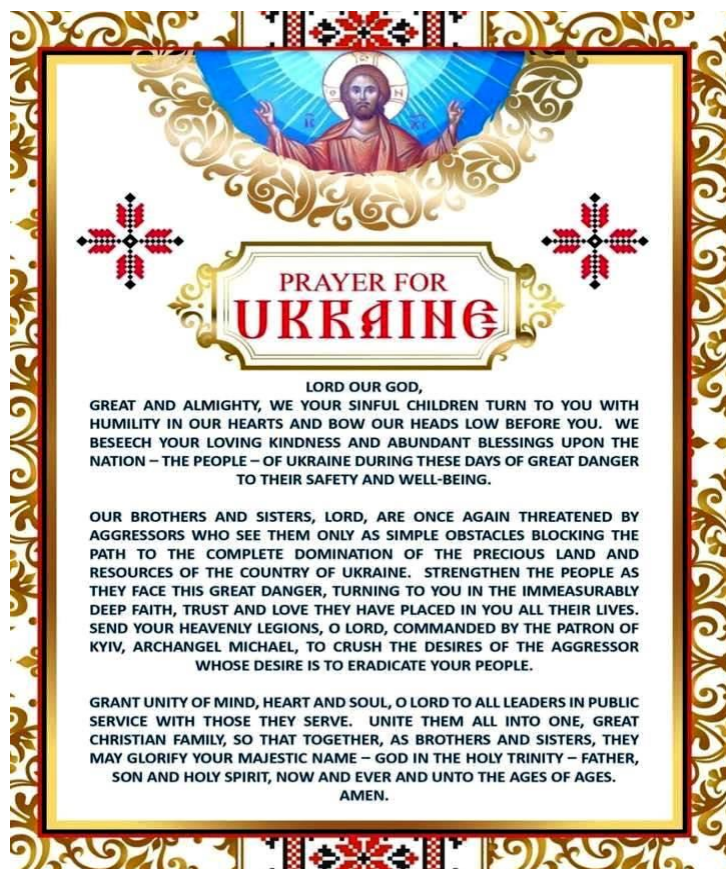 PRAYER FOR
UKRAINE
LORD OUR GOD,
GREAT AND ALMIGHTY, WE YOUR SINFUL CHILDREN TURN TO YOU WITH
HUMILITY IN OUR HEARTS AND BOW OUR HEADS LOW BEFORE YOU. WE
BESEECH YOUR LOVING KINDNESS AND ABUNDANT BLESSINGS UPON THE
NATION – THE PEOPLE – OF UKRAINE DURING THESE DAYS OF GREAT DANGER
TO THEIR SAFETY AND WELL-BEING.
OUR BROTHERS AND SISTERS, LORD, ARE ONCE AGAIN THREATENED BY
AGGRESSORS WHO SEE THEM ONLY AS SIMPLE OBSTACLES BLOCKING THE
PATH TO THE COMPLETE DOMINATION OF THE PRECIOUS LAND AND
RESOURCES OF THE COUNTRY OF UKRAINE. STRENGTHEN THE PEOPLE AS
THEY FACE THIS GREAT DANGER, TURNING TO YOU IN THE IMMEASURABLY
DEEP FAITH, TRUST AND LOVE THEY HAVE PLACED IN YOU ALL THEIR LIVES.
SEND YOUR HEAVENLY LEGIONS, O LORD, COMMANDED BY THE PATRON OF
KYIV, ARCHANGEL MICHAEL, TO CRUSH THE DESIRES OF THE AGGRESSOR
WHOSE DESIRE IS TO ERADICATE YOUR PEOPLE.
GRANT UNITY OF MIND, HEART AND SOUL, O LORD TO ALL LEADERS IN PUBLIC
SERVICE WITH THOSE THEY SERVE. UNITE THEM ALL INTO ONE, GREAT
CHRISTIAN FAMILY, SO THAT TOGETHER, AS BROTHERS AND SISTERS, THEY
MAY GLORIFY YOUR MAJESTIC NAME – GOD IN THE HOLY TRINITY – FATHER,
SON AND HOLY SPIRIT, NOW AND EVER AND UNTO THE AGES OF AGES.
AMEN.